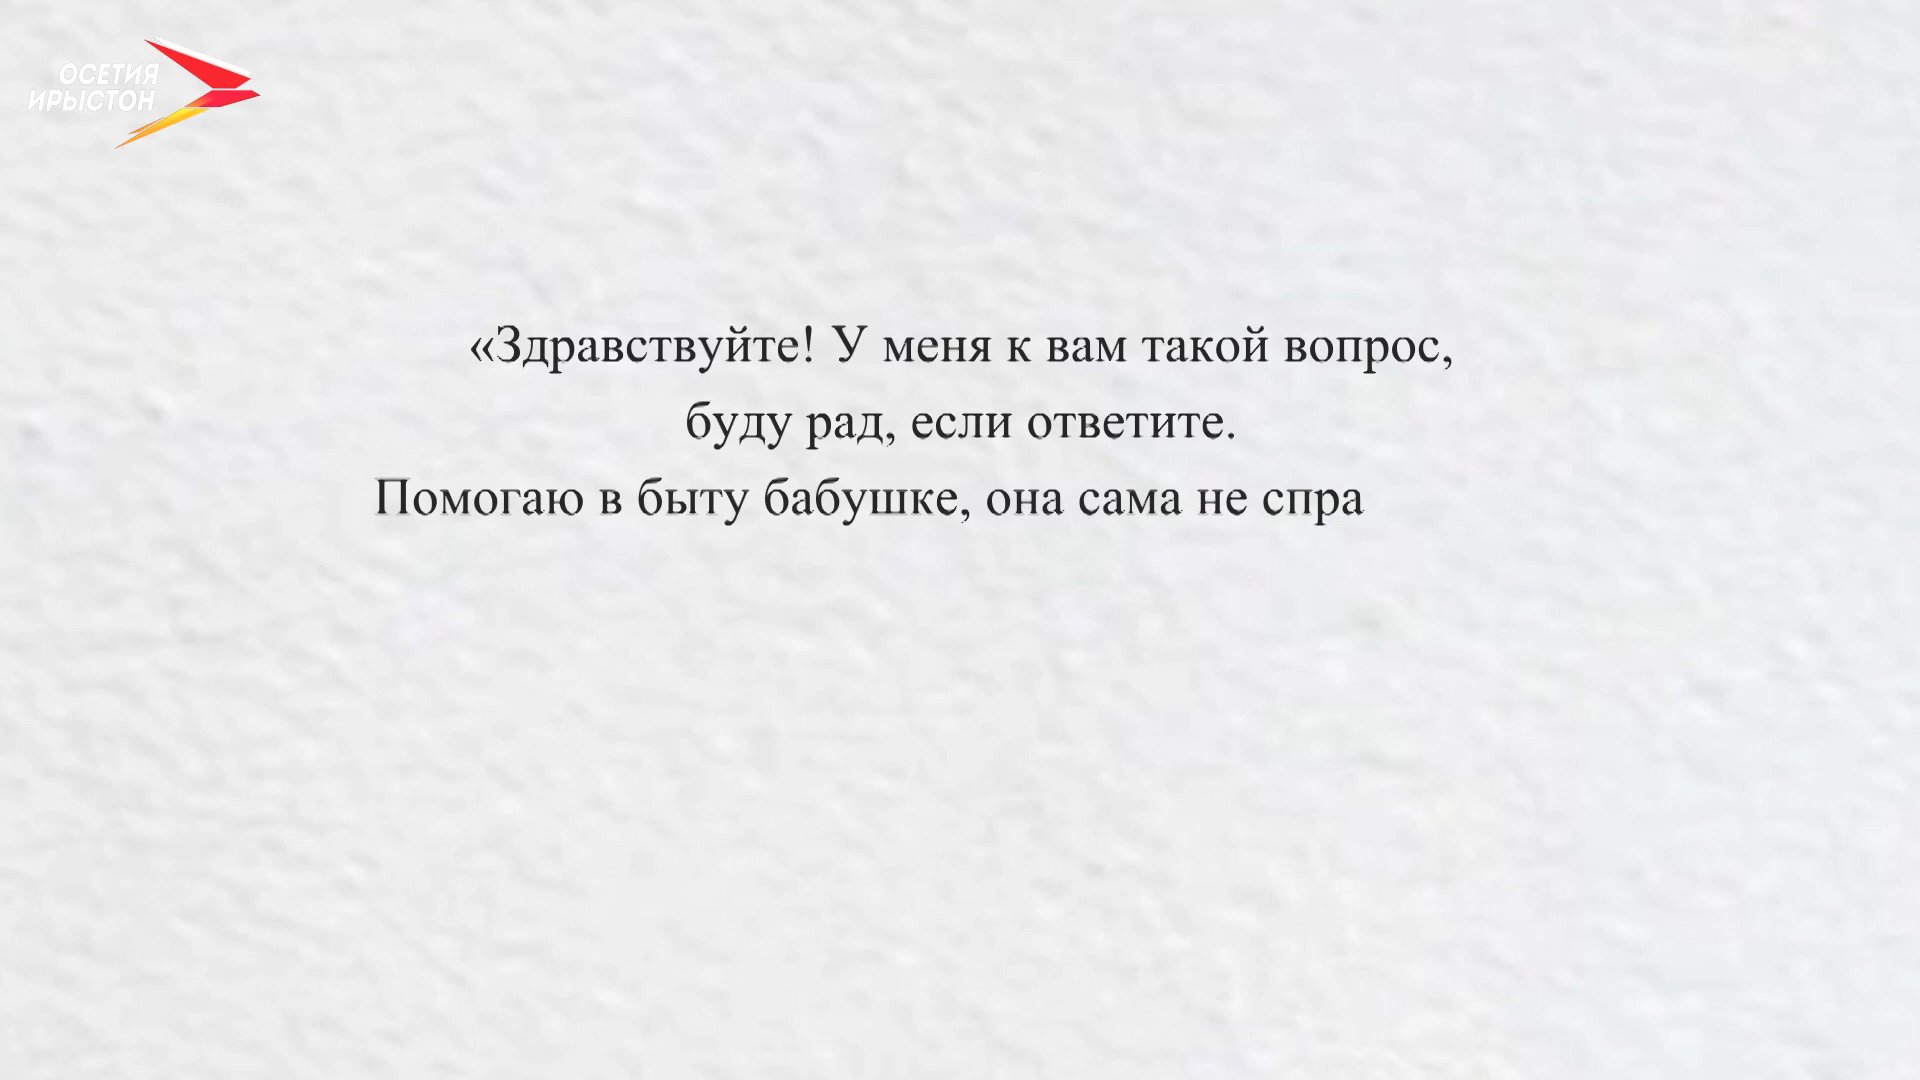 ОСЕТИЯ
ИРЫСТОН
«Здравствуйте! У меня к вам такой вопрос,
буду рад, если ответите.
Помогаю в быту бабушке, она сама не спра